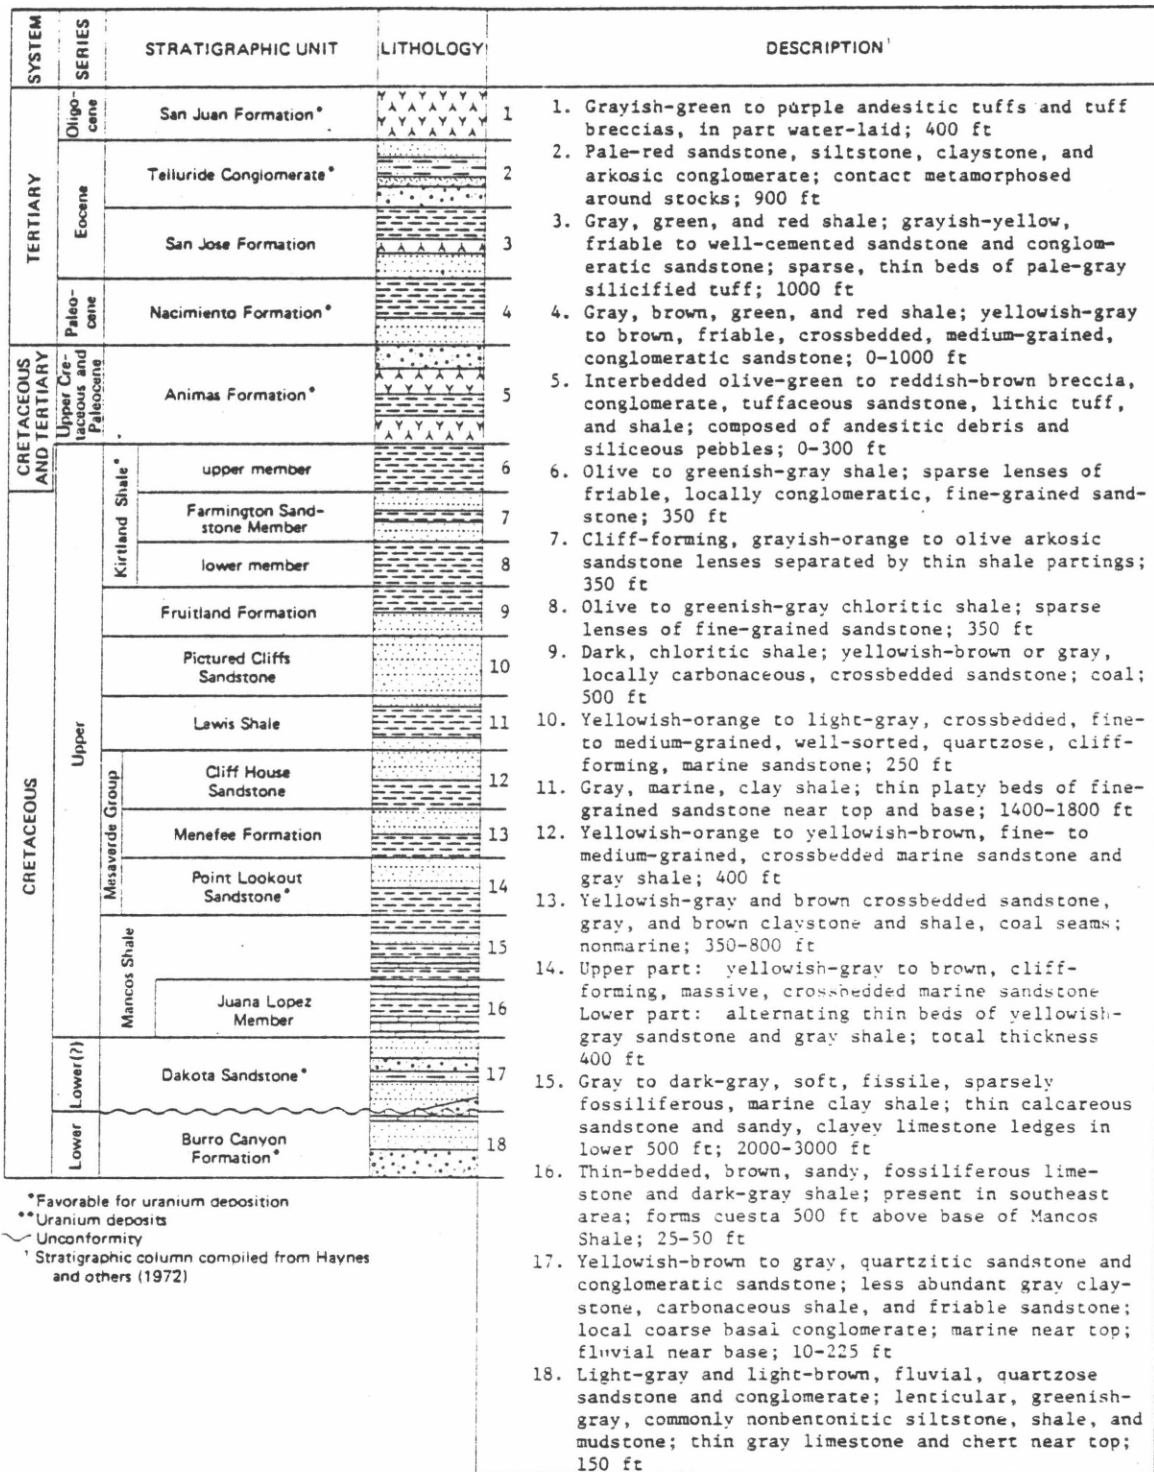 SYSTEM
SERIES
STRATIGRAPHIC UNIT
LITHOLOGY
DESCRIPTION¹
TERTIARY
CRETACEOUS
AND TERTIARY
CRETACEOUS
Oligo-
cene
Eocene
Paleo-
cene
Upper Cre-
taceous and
Paleocene
Upper
Lower(?)
Lower
San Juan Formation* 1
Telluride Conglomerate* 2
San Jose Formation 3
Nacimiento Formation* 4
Animas Formation* 5
Kirtland Shale*
upper member 6
Farmington Sand-
stone Member 7
lower member 8
Fruitland Formation 9
Pictured Cliffs
Sandstone 10
Lewis Shale 11
Mesaverde Group
Cliff House
Sandstone 12
Menefee Formation 13
Point Lookout
Sandstone* 14
Mancos Shale
15
Juana Lopez
Member 16
Dakota Sandstone* 17
Burro Canyon
Formation* 18
1. Grayish-green to purple andesitic tuffs and tuff
breccias, in part water-laid; 400 ft
2. Pale-red sandstone, siltstone, claystone, and
arkosic conglomerate; contact metamorphosed
around stocks; 900 ft
3. Gray, green, and red shale; grayish-yellow,
friable to well-cemented sandstone and conglom-
eratic sandstone; sparse, thin beds of pale-gray
silicified tuff; 1000 ft
4. Gray, brown, green, and red shale; yellowish-gray
to brown, friable, crossbedded, medium-grained,
conglomeratic sandstone; 0-1000 ft
5. Interbedded olive-green to reddish-brown breccia,
conglomerate, tuffaceous sandstone, lithic tuff,
and shale; composed of andesitic debris and
siliceous pebbles; 0-300 ft
6. Olive to greenish-gray shale; sparse lenses of
friable, locally conglomeratic, fine-grained sand-
stone; 350 ft
7. Cliff-forming, grayish-orange to olive arkosic
sandstone lenses separated by thin shale partings;
350 ft
8. Olive to greenish-gray chloritic shale; sparse
lenses of fine-grained sandstone; 350 ft
9. Dark, chloritic shale; yellowish-brown or gray,
locally carbonaceous, crossbedded sandstone; coal;
500 ft
10. Yellowish-orange to light-gray, crossbedded, fine-
to medium-grained, well-sorted, quartzose, cliff-
forming, marine sandstone; 250 ft
11. Gray, marine, clay shale; thin platy beds of fine-
grained sandstone near top and base; 1400-1800 ft
12. Yellowish-orange to yellowish-brown, fine- to
medium-grained, crossbedded marine sandstone and
gray shale; 400 ft
13. Yellowish-gray and brown crossbedded sandstone,
gray, and brown claystone and shale, coal seams;
nonmarine; 350-800 ft
14. Upper part: yellowish-gray to brown, cliff-
forming, massive, crossbedded marine sandstone
Lower part: alternating thin beds of yellowish-
gray sandstone and gray shale; total thickness
400 ft
15. Gray to dark-gray, soft, fissile, sparsely
fossiliferous, marine clay shale; thin calcareous
sandstone and sandy, clayey limestone ledges in
lower 500 ft; 2000-3000 ft
16. Thin-bedded, brown, sandy, fossiliferous lime-
stone and dark-gray shale; present in southeast
area; forms cuesta 500 ft above base of Mancos
Shale; 25-50 ft
17. Yellowish-brown to gray, quartzitic sandstone and
conglomeratic sandstone; less abundant gray clay-
stone, carbonaceous shale, and friable sandstone;
local coarse basal conglomerate; marine near top;
fluvial near base; 10-225 ft
18. Light-gray and light-brown, fluvial, quartzose
sandstone and conglomerate; lenticular, greenish-
gray, commonly nonbentonitic siltstone, shale, and
mudstone; thin gray limestone and chert near top;
150 ft
*Favorable for uranium deposition
**Uranium deposits
Unconformity
¹ Stratigraphic column compiled from Haynes
and others (1972)